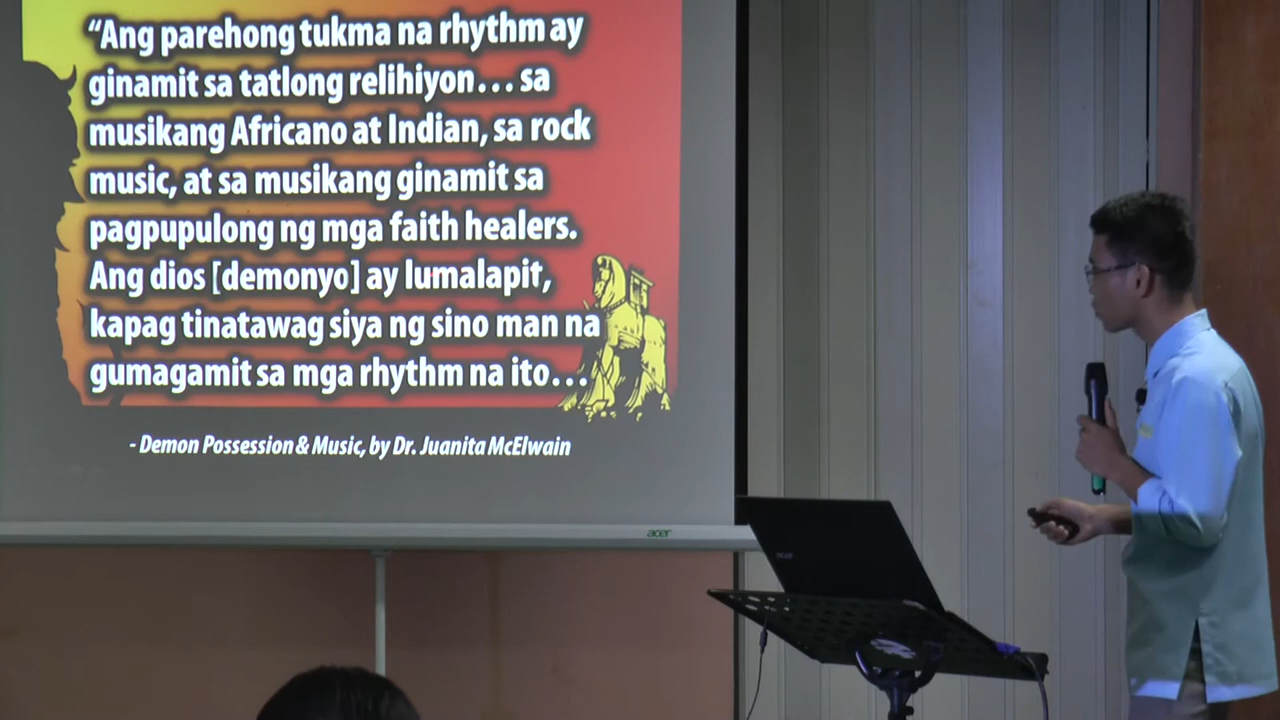 “Ang parehong tukma na rhythm ay
ginamit sa tatlong relihiyon... sa
musikang Africano at Indian, sa rock
music, at sa musikang ginamit sa
pagpupulong ng mga faith healers.
Ang dios [demonyo] ay lumalapit,
kapag tinatawag siya ng sino man na
gumagamit sa mga rhythm na ito...
- Demon Possession & Music, by Dr. Juanita McElwain
acer
acer